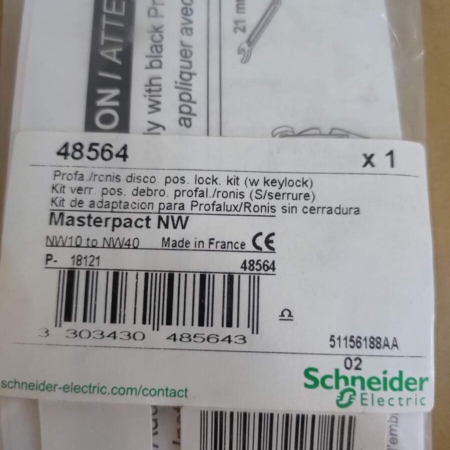 ON / ATTE
ly with black Pr
appliquer avec
21 mm
48564 x 1
Profa./ronis disco. pos. lock. kit (w keylock)
Kit verr. pos. debro. profal./ronis (S/serrure)
Kit de adaptacion para Profalux/Ronis sin cerradura
Masterpact NW
NW10 to NW40 Made in France CE
P- 18121 48564
3 303430 485643
51156188AA
02
schneider-electric.com/contact
Schneider
Electric